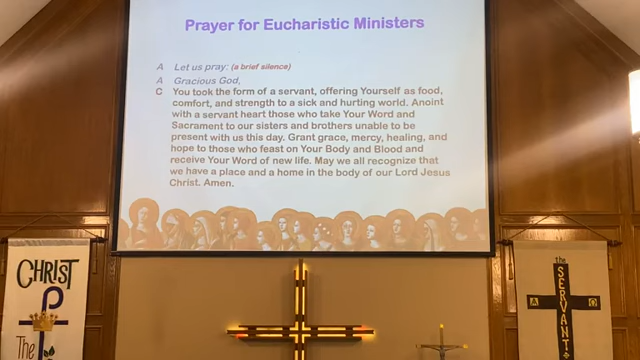 Prayer for Eucharistic Ministers
A Let us pray: (a brief silence)
A Gracious God,
C You took the form of a servant, offering Yourself as food,
comfort, and strength to a sick and hurting world. Anoint
with a servant heart those who take Your Word and
Sacrament to our sisters and brothers unable to be
present with us this day. Grant grace, mercy, healing, and
hope to those who feast on Your Body and Blood and
receive Your Word of new life. May we all recognize that
we have a place and a home in the body of our Lord Jesus
Christ. Amen.
CHRIST
The
the
SERVANT
A Ω